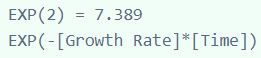 EXP(2) = 7.389
EXP(-[Growth Rate]*[Time])